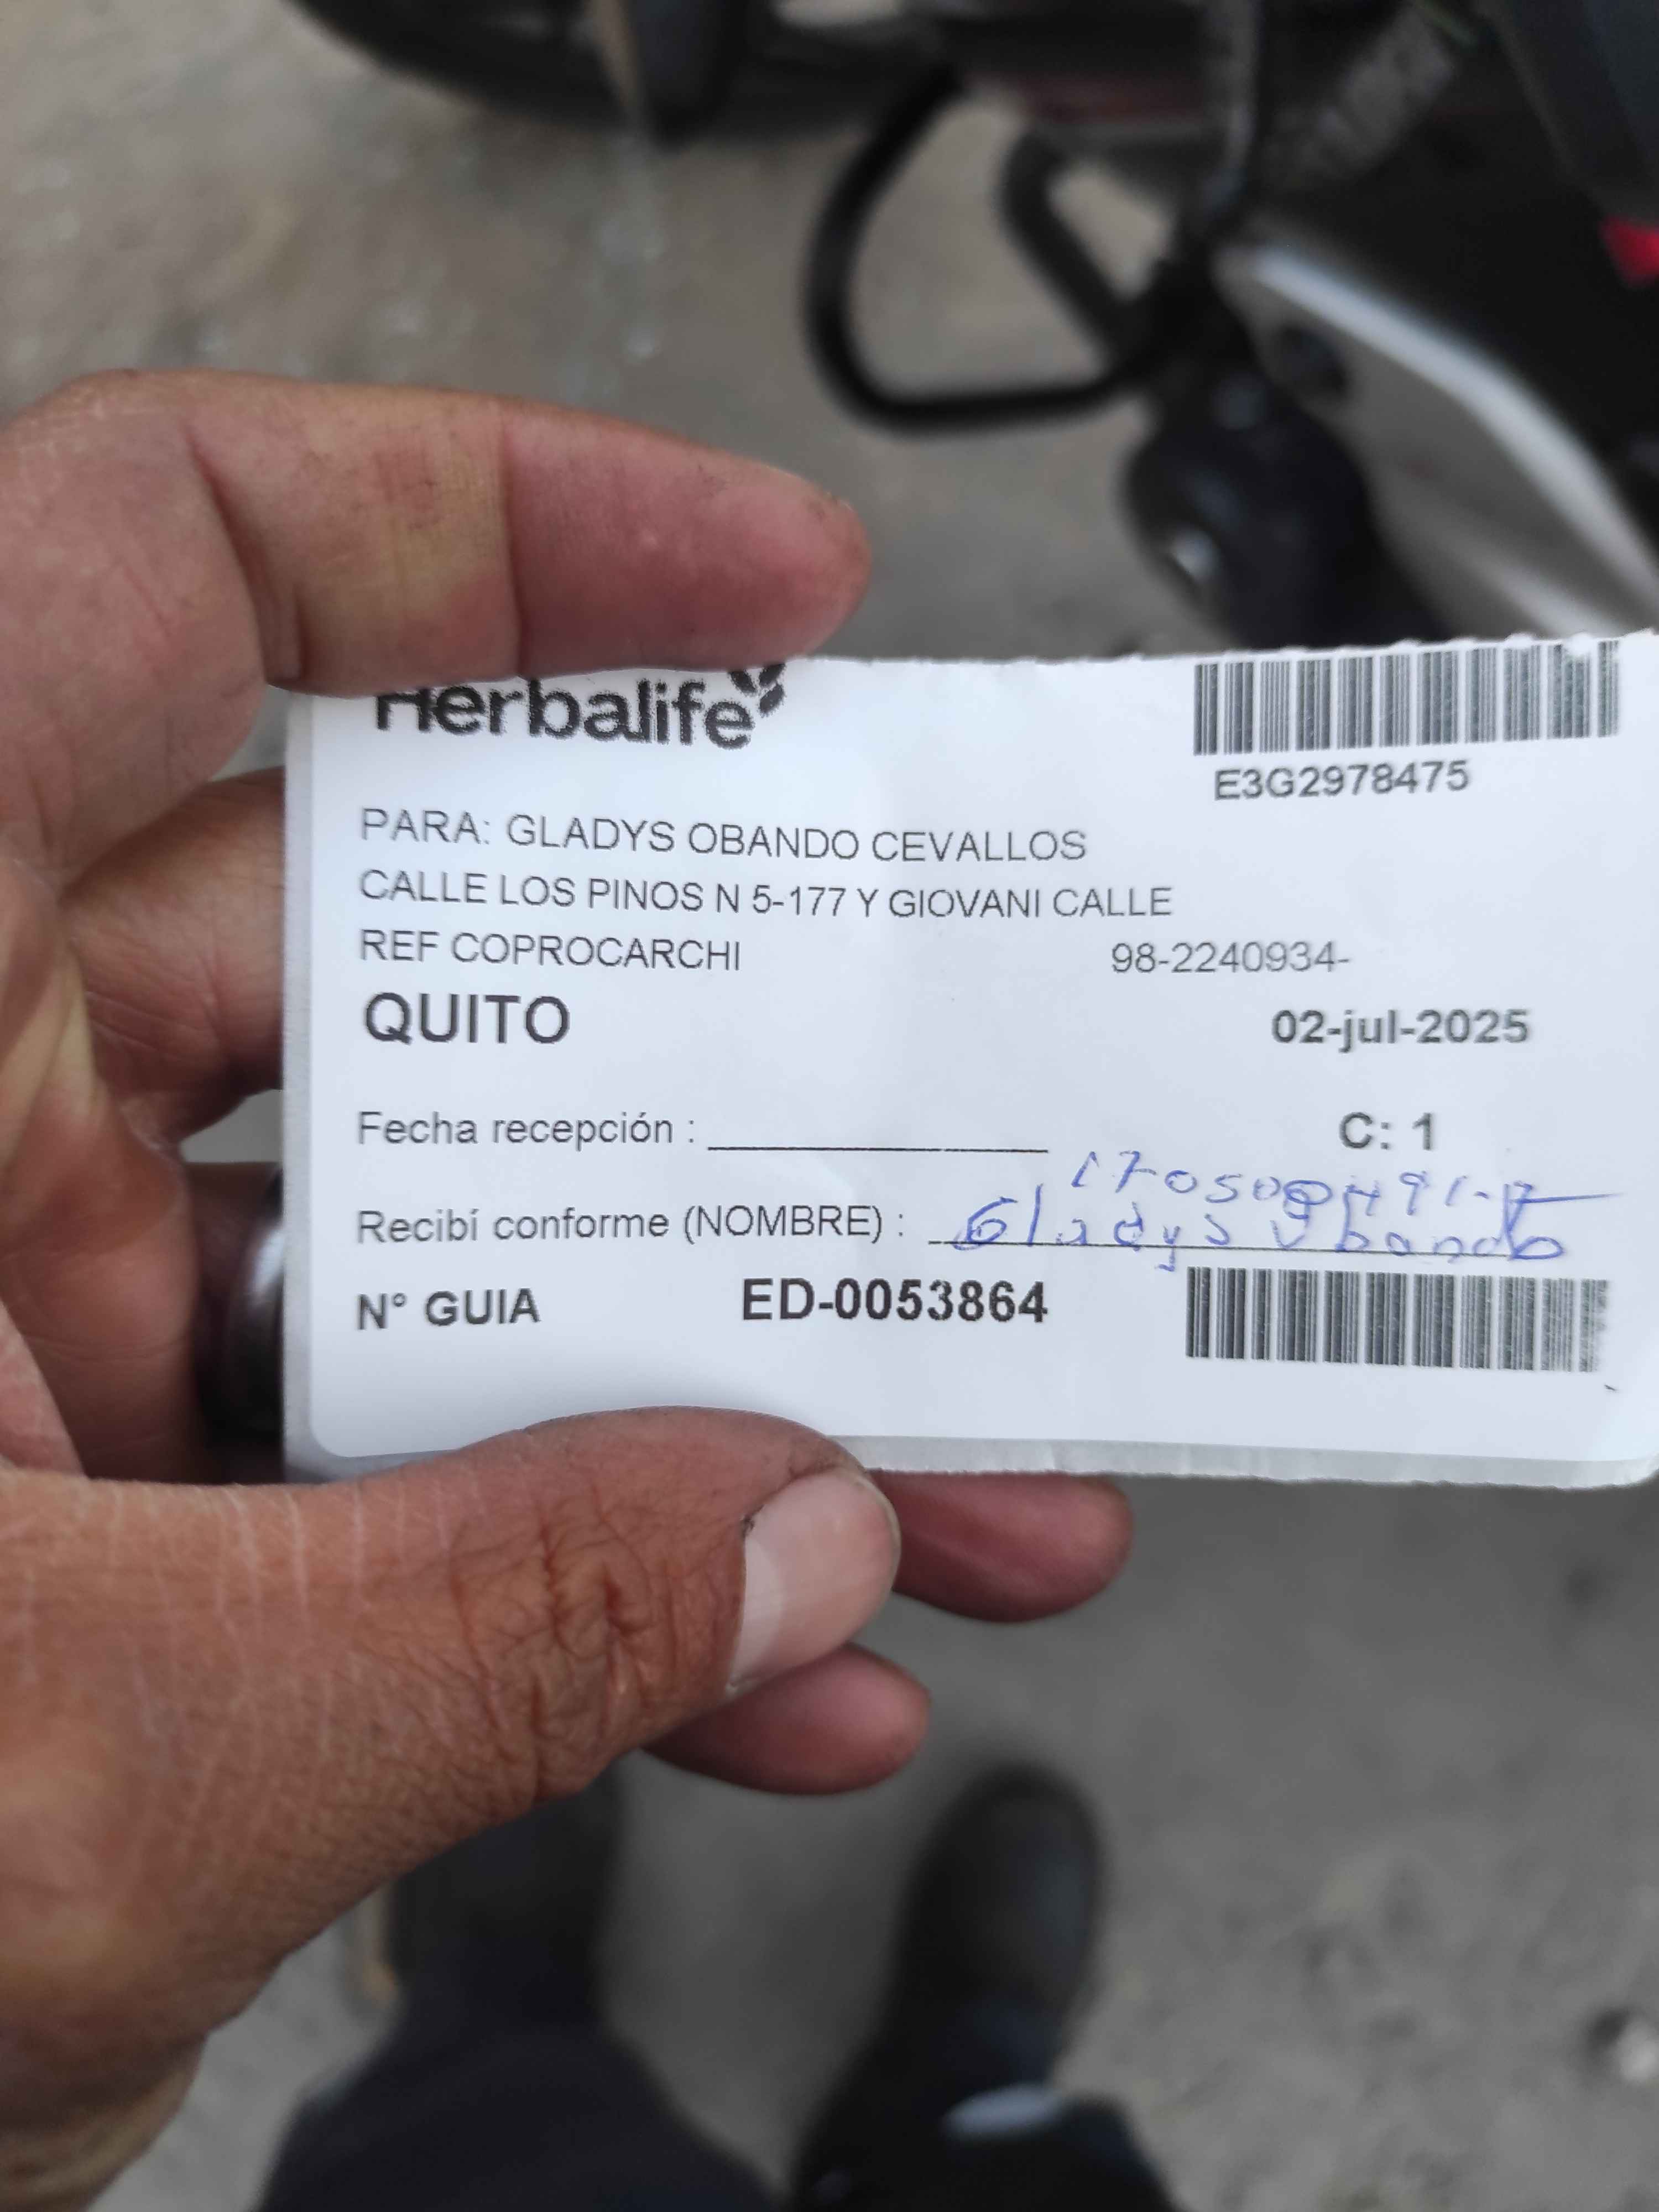 Herbalife
E3G2978475
PARA: GLADYS OBANDO CEVALLOS
CALLE LOS PINOS N 5-177 Y GIOVANI CALLE
REF COPROCARCHI 98-2240934-
QUITO 02-jul-2025
Fecha recepción : C: 1
Recibí conforme (NOMBRE) : Gladys Obando
N° GUIA ED-0053864